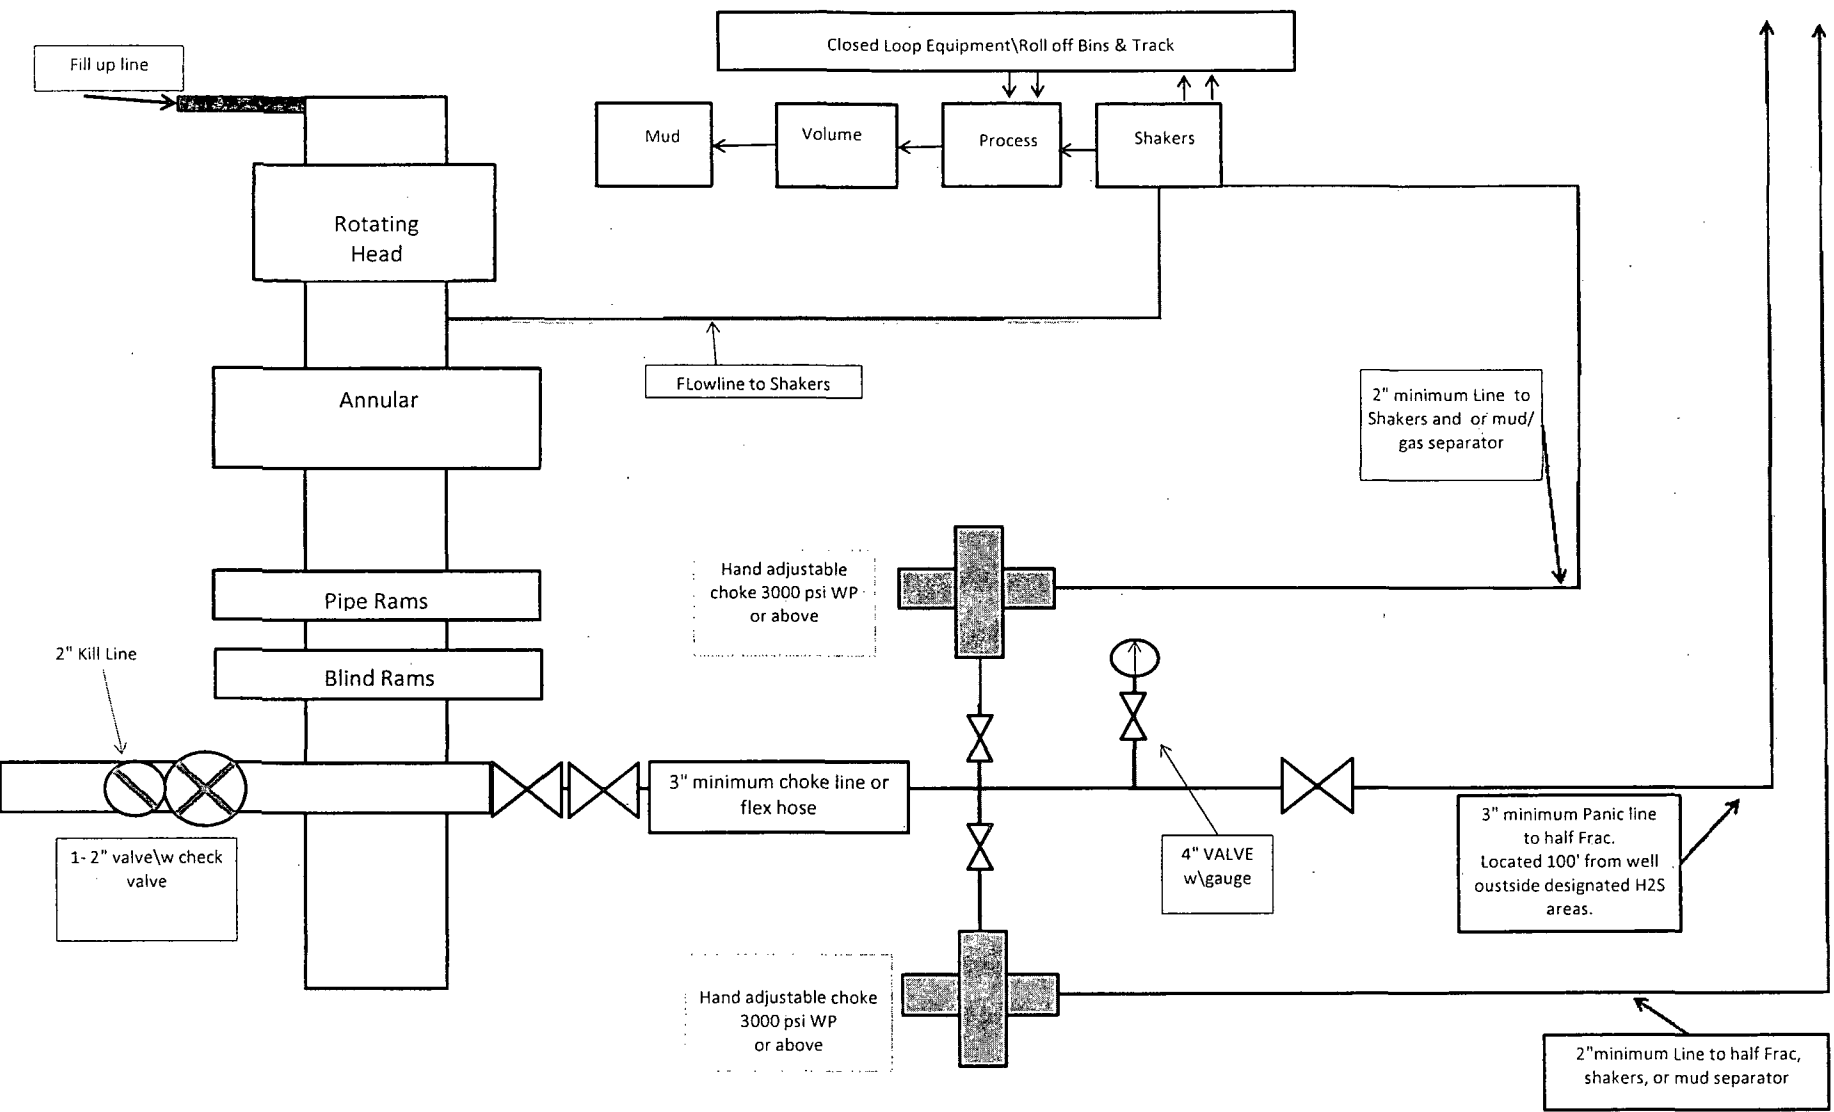 Closed Loop Equipment\Roll off Bins & Track
Fill up line
Mud
Volume
Process
Shakers
Rotating
Head
FLowline to Shakers
Annular
2" minimum Line to
Shakers and or mud/
gas separator
Hand adjustable
choke 3000 psi WP
or above
Pipe Rams
2" Kill Line
Blind Rams
3" minimum choke line or
flex hose
1- 2" valve\w check
valve
4" VALVE
w\gauge
3" minimum Panic line
to half Frac.
Located 100' from well
oustside designated H2S
areas.
Hand adjustable choke
3000 psi WP
or above
2"minimum Line to half Frac,
shakers, or mud separator